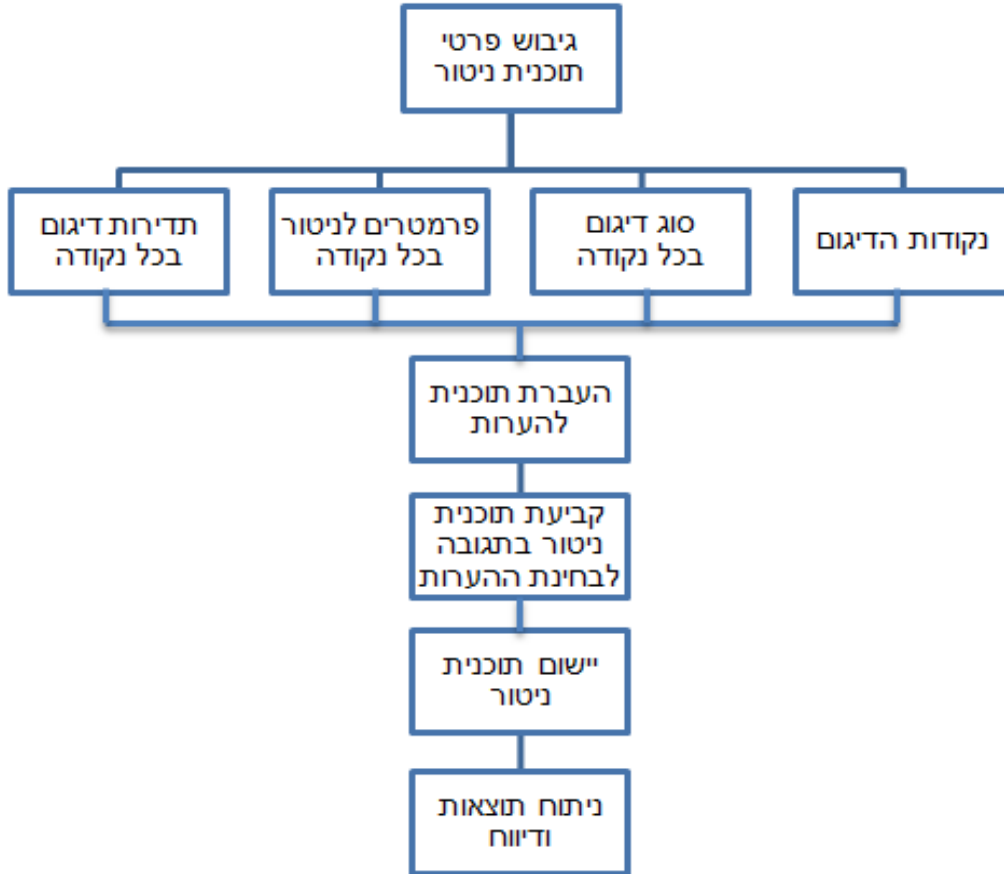 גיבוש פרטי
תוכנית ניטור
נקודות הדיגום
סוג דיגום
בכל נקודה
פרמטרים לניטור
בכל נקודה
תדירות דיגום
בכל נקודה
העברת תוכנית
להערות
קביעת תוכנית
ניטור בתגובה
לבחינת ההערות
יישום תוכנית
ניטור
ניתוח תוצאות
ודיווח